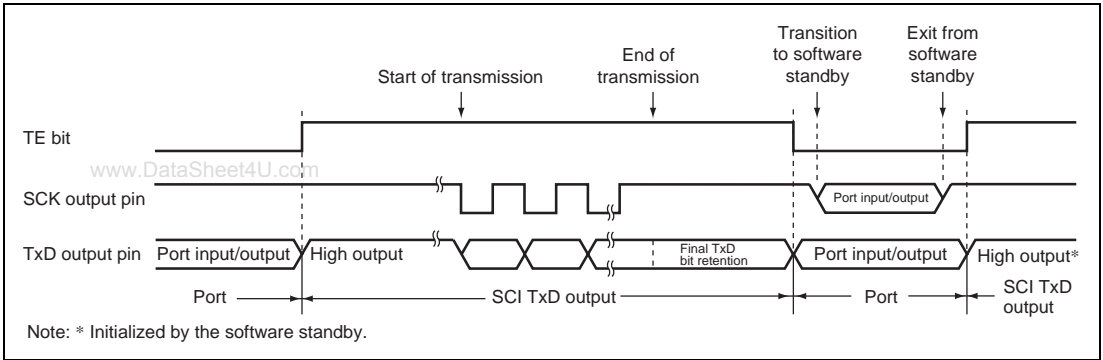 Start of transmission
End of
transmission
Transition
to software
standby
Exit from
software
standby
TE bit
www.DataSheet4U.com
SCK output pin
Port input/output
TxD output pin
Port input/output
High output
Final TxD
bit retention
Port input/output
High output*
Port
SCI TxD output
Port
SCI TxD
output
Note: * Initialized by the software standby.